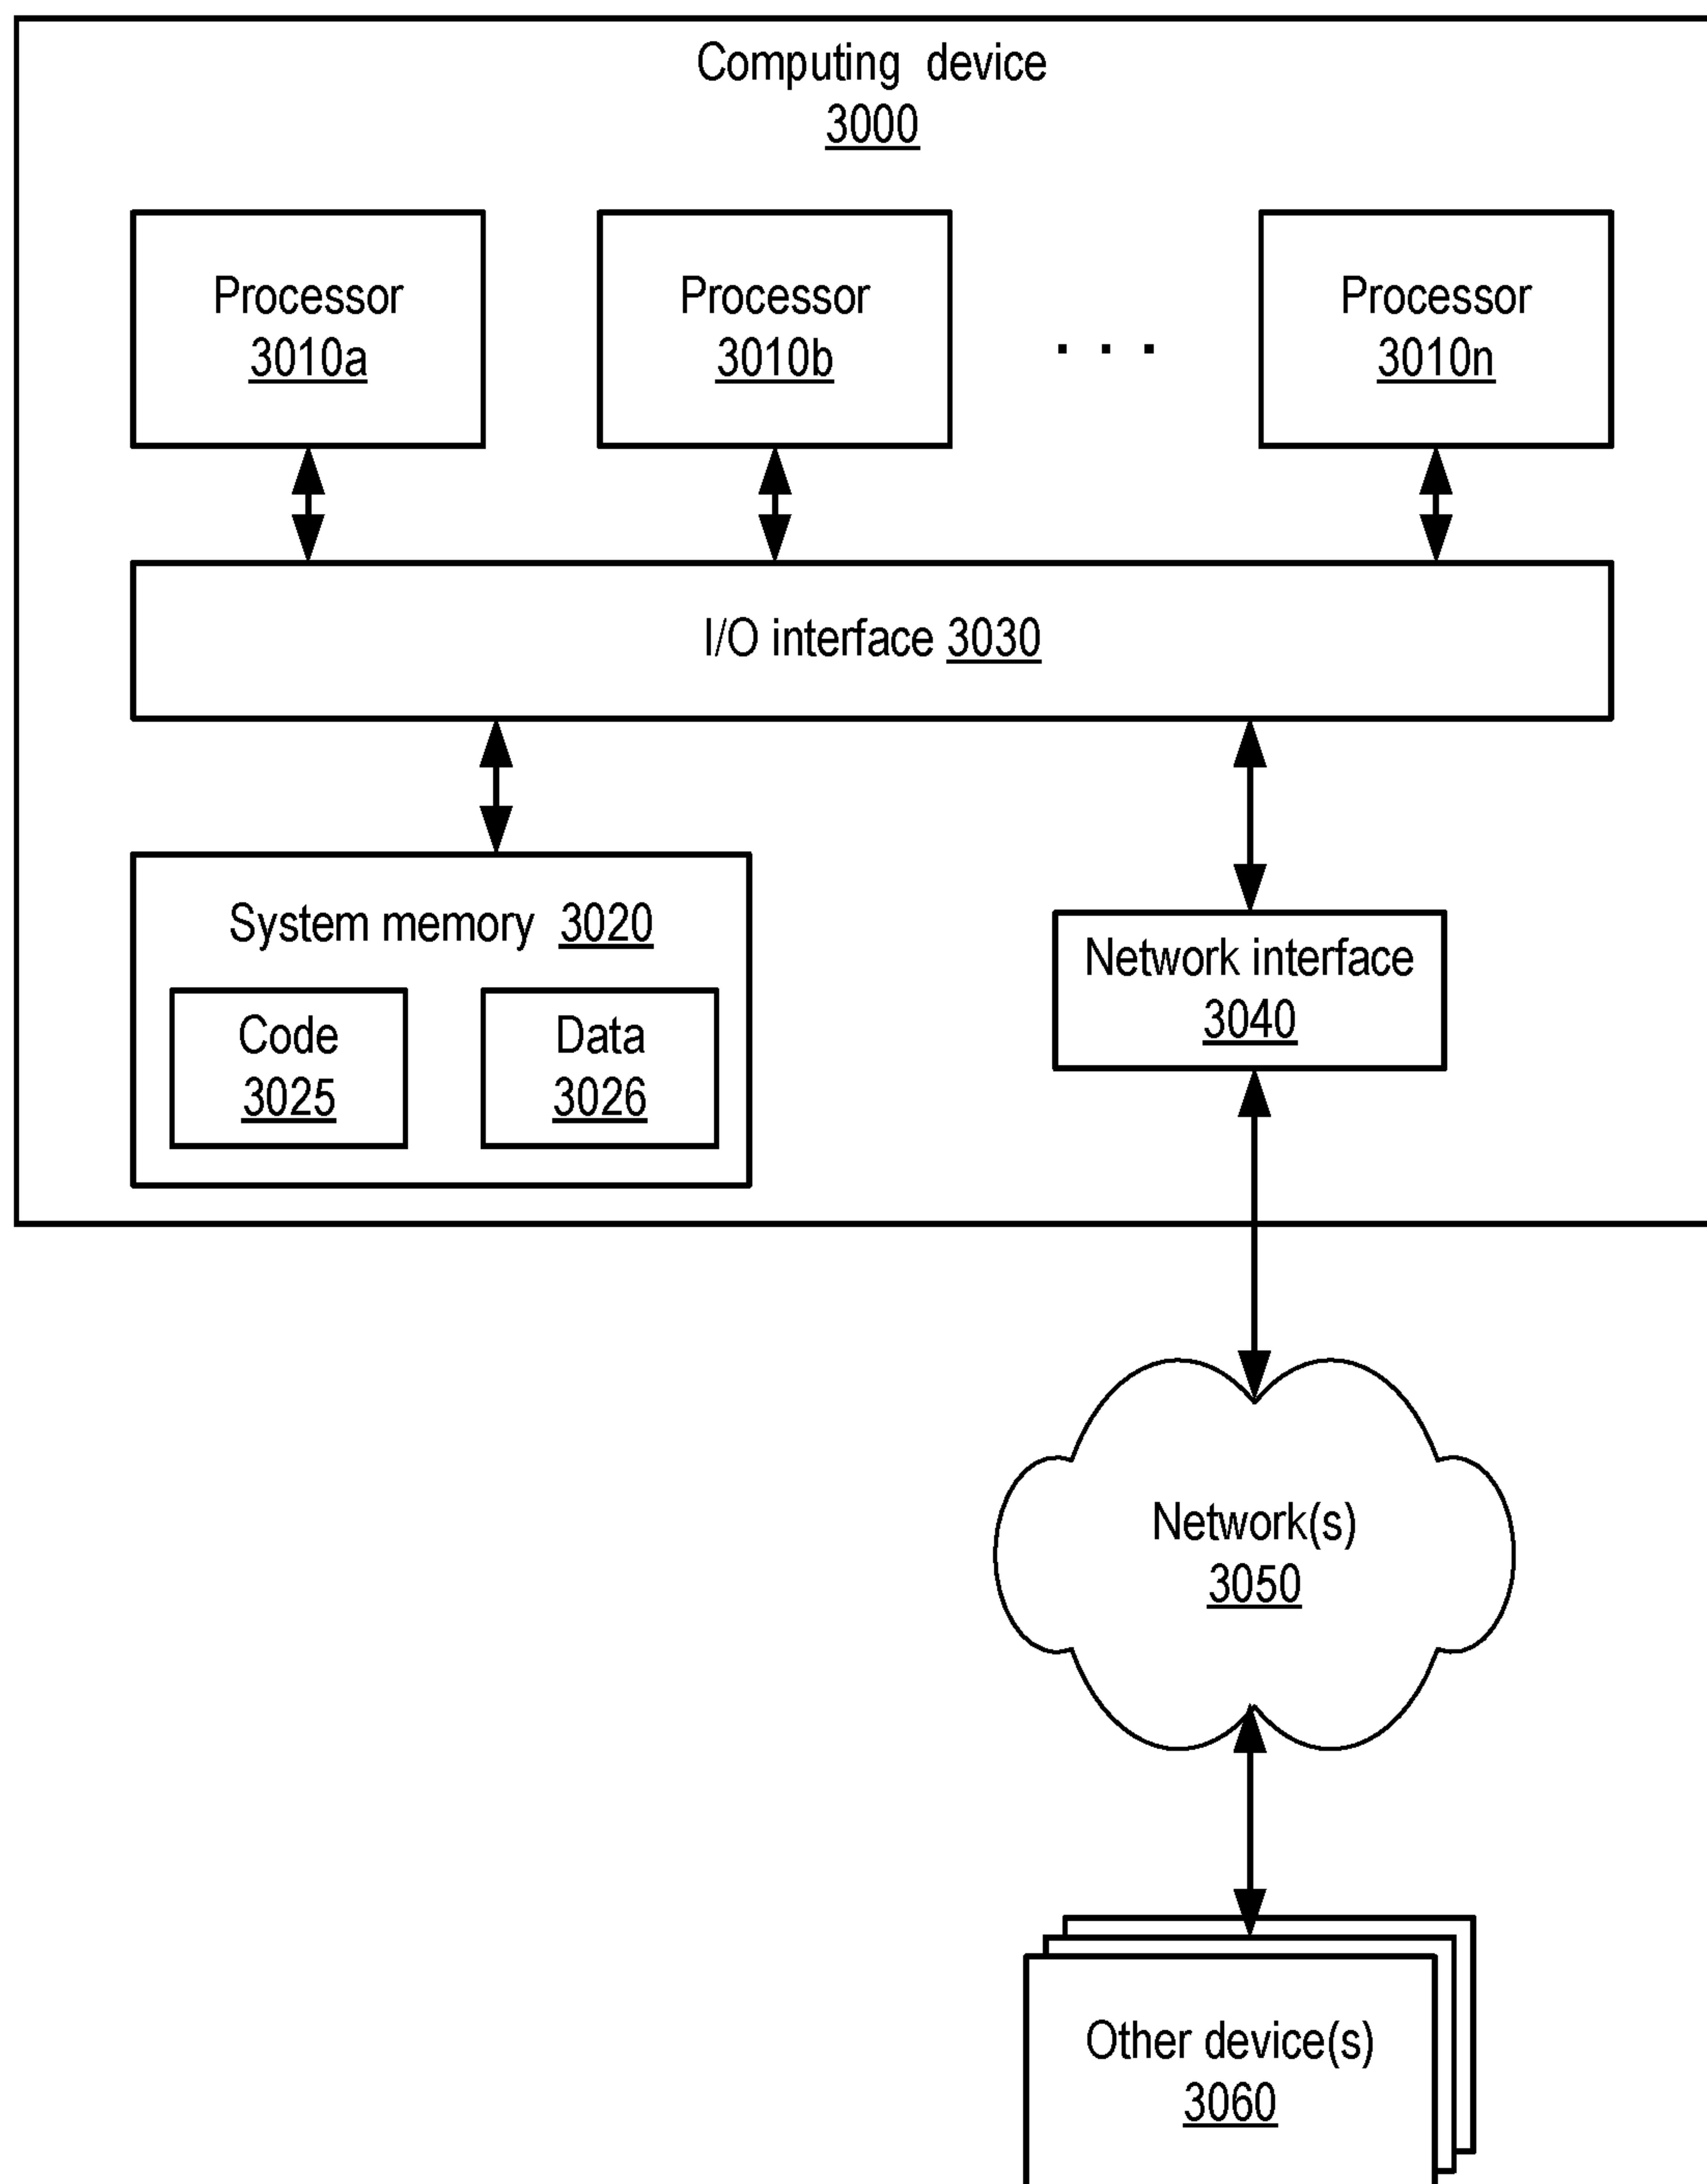 Computing device
3000
Processor
3010a
Processor
3010b
. . .
Processor
3010n
I/O interface 3030
System memory 3020
Code
3025
Data
3026
Network interface
3040
Network(s)
3050
Other device(s)
3060